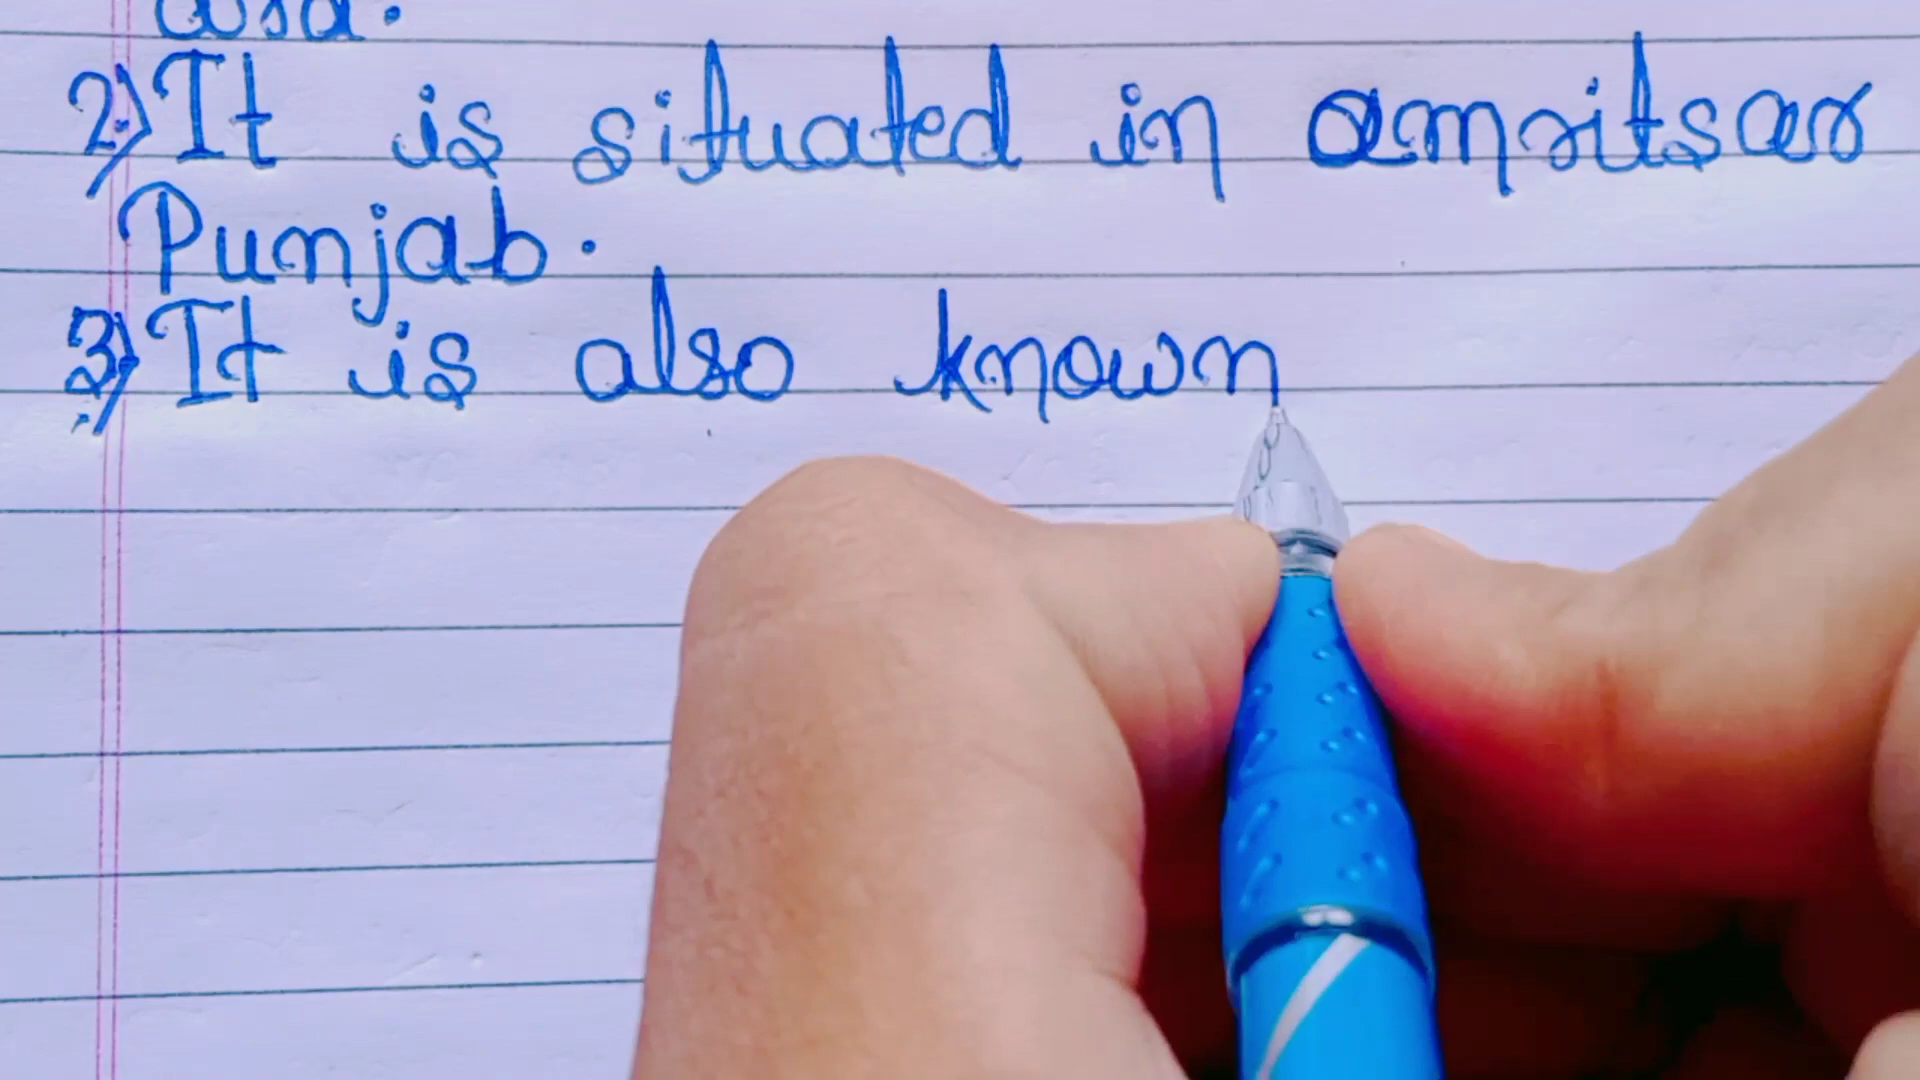 2) It is situated in amritsar
Punjab.
3) It is also known